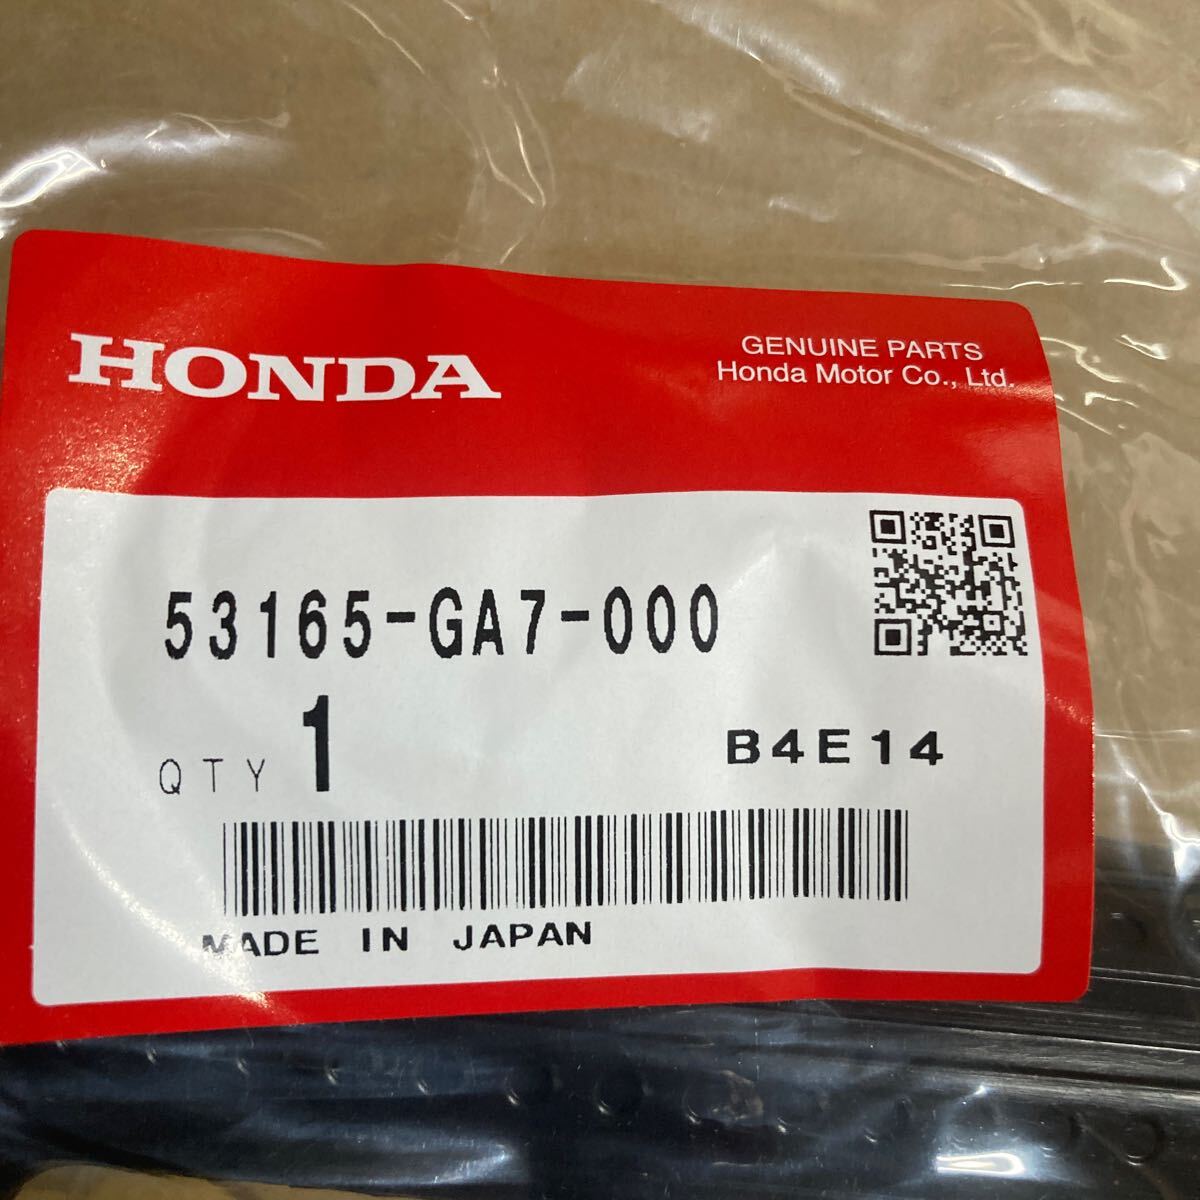 HONDA
GENUINE PARTS
Honda Motor Co., Ltd.
53165-GA7-000
QTY 1
B4E14
MADE IN JAPAN